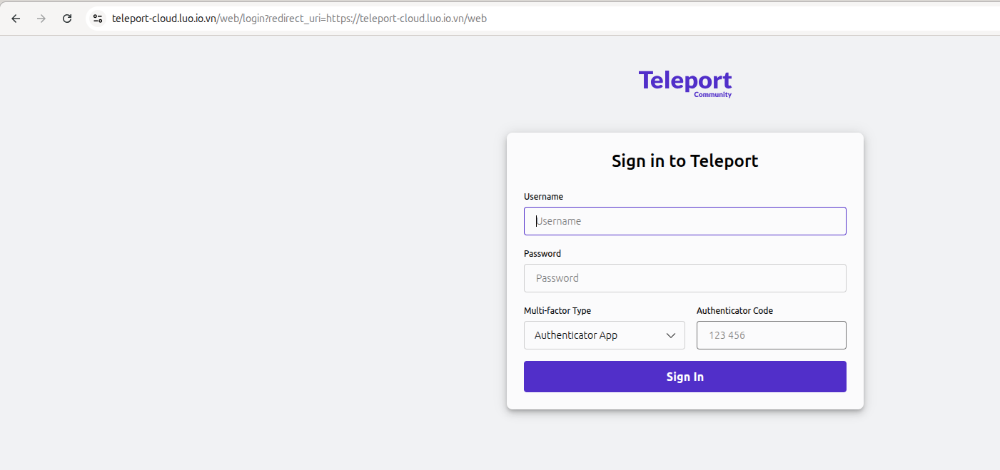 teleport-cloud.luo.io.vn/web/login?redirect_uri=https://teleport-cloud.luo.io.vn/web
Teleport
Community
Sign in to Teleport
Username
Username
Password
Password
Multi-factor Type
Authenticator Code
Authenticator App
123 456
Sign In